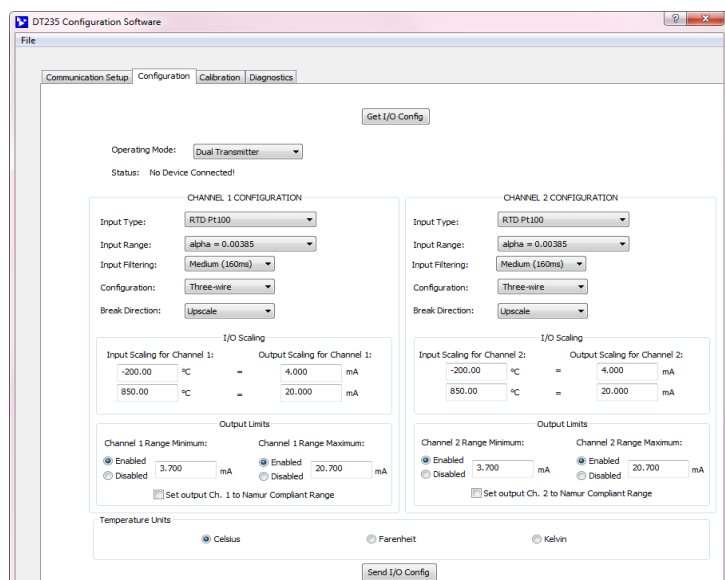 DT235 Configuration Software
File
Communication Setup Configuration Calibration Diagnostics
Get I/O Config
Operating Mode: Dual Transmitter
Status: No Device Connected!
CHANNEL 1 CONFIGURATION
Input Type: RTD Pt100
Input Range: alpha = 0.00385
Input Filtering: Medium (160ms)
Configuration: Three-wire
Break Direction: Upscale
I/O Scaling
Input Scaling for Channel 1: Output Scaling for Channel 1:
-200.00 ºC = 4.000 mA
850.00 ºC = 20.000 mA
Output Limits
Channel 1 Range Minimum: Channel 1 Range Maximum:
Enabled Disabled 3.700 mA Enabled Disabled 20.700 mA
Set output Ch. 1 to Namur Compliant Range
CHANNEL 2 CONFIGURATION
Input Type: RTD Pt100
Input Range: alpha = 0.00385
Input Filtering: Medium (160ms)
Configuration: Three-wire
Break Direction: Upscale
I/O Scaling
Input Scaling for Channel 2: Output Scaling for Channel 2:
-200.00 ºC = 4.000 mA
850.00 ºC = 20.000 mA
Output Limits
Channel 2 Range Minimum: Channel 2 Range Maximum:
Enabled Disabled 3.700 mA Enabled Disabled 20.700 mA
Set output Ch. 2 to Namur Compliant Range
Temperature Units
Celsius Farenheit Kelvin
Send I/O Config